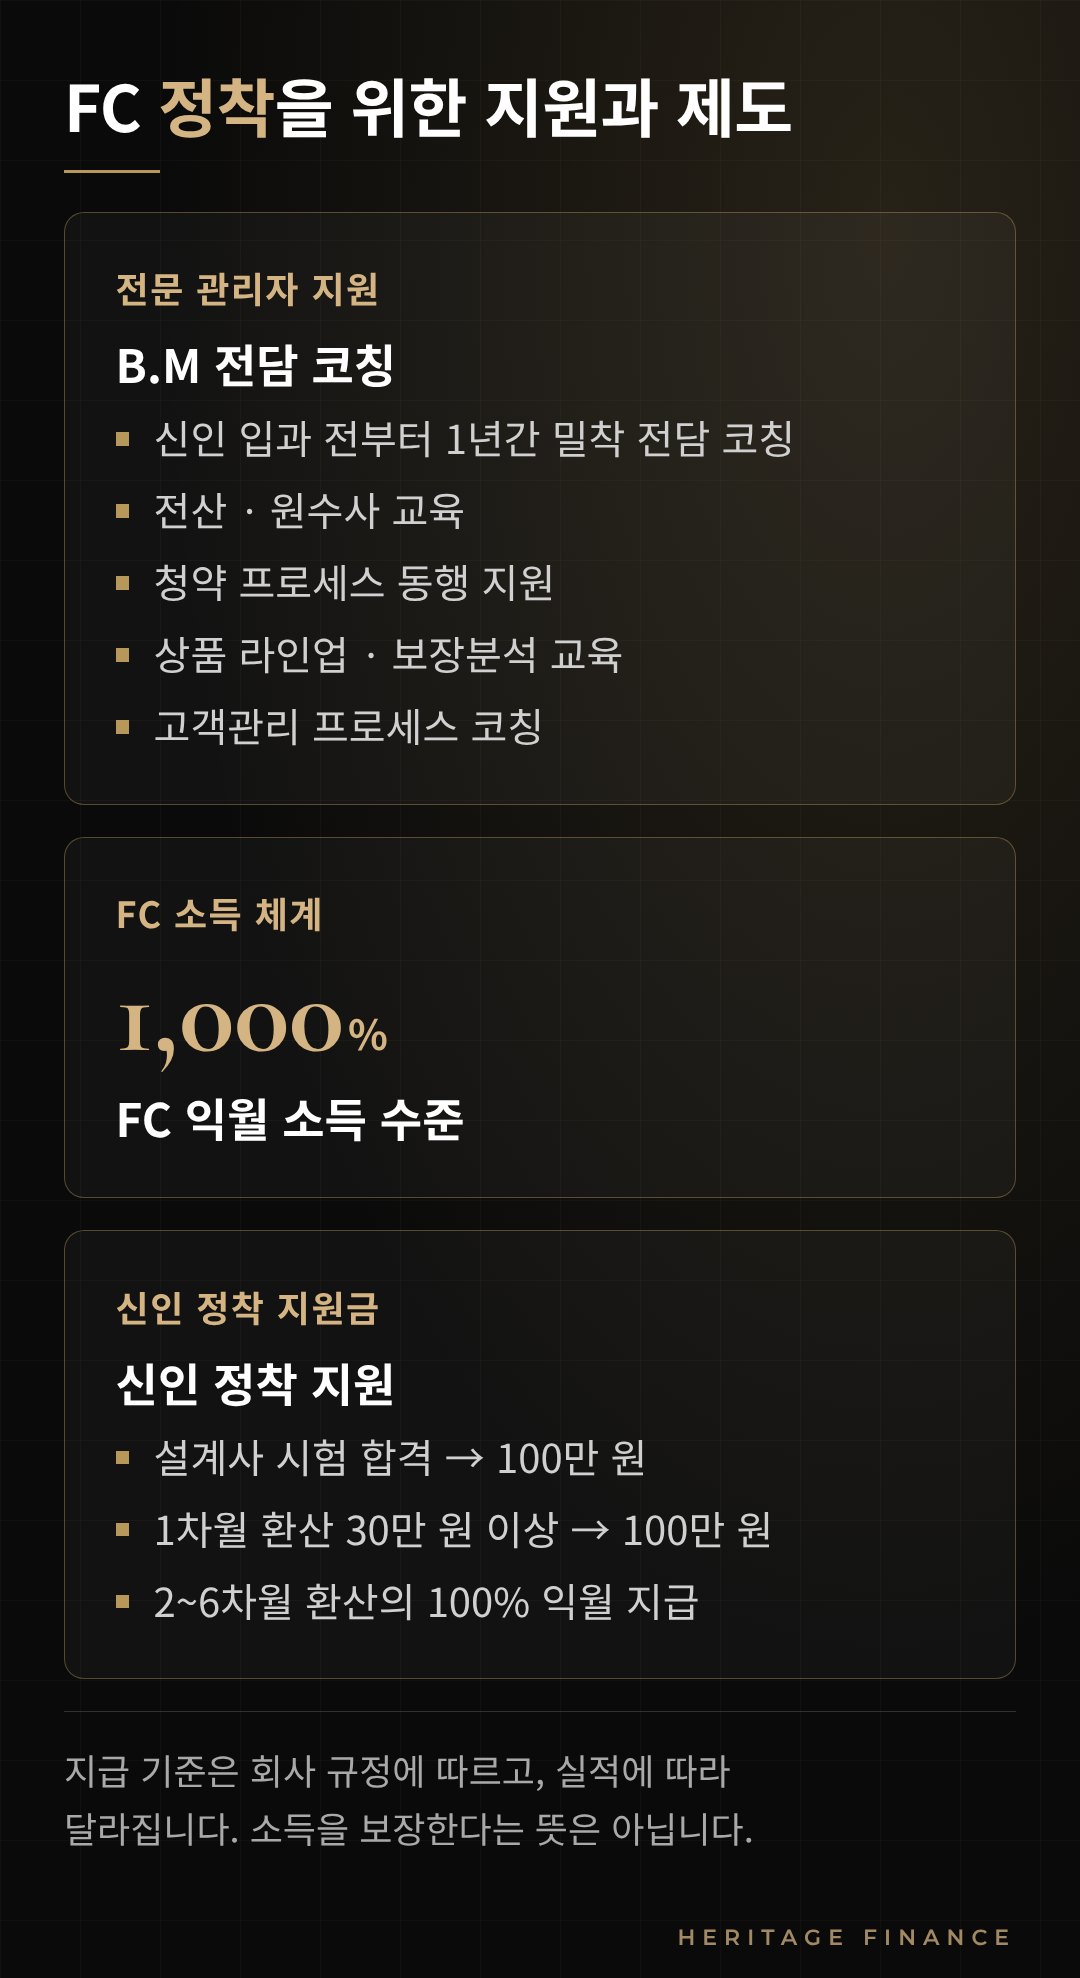 FC 정착을 위한 지원과 제도
전문 관리자 지원
B.M 전담 코칭
신인 입과 전부터 1년간 밀착 전담 코칭
전산 · 원수사 교육
청약 프로세스 동행 지원
상품 라인업 · 보장분석 교육
고객관리 프로세스 코칭
FC 소득 체계
1,000%
FC 익월 소득 수준
신인 정착 지원금
신인 정착 지원
설계사 시험 합격 → 100만 원
1차월 환산 30만 원 이상 → 100만 원
2~6차월 환산의 100% 익월 지급
지급 기준은 회사 규정에 따르고, 실적에 따라
달라집니다. 소득을 보장한다는 뜻은 아닙니다.
HERITAGE FINANCE